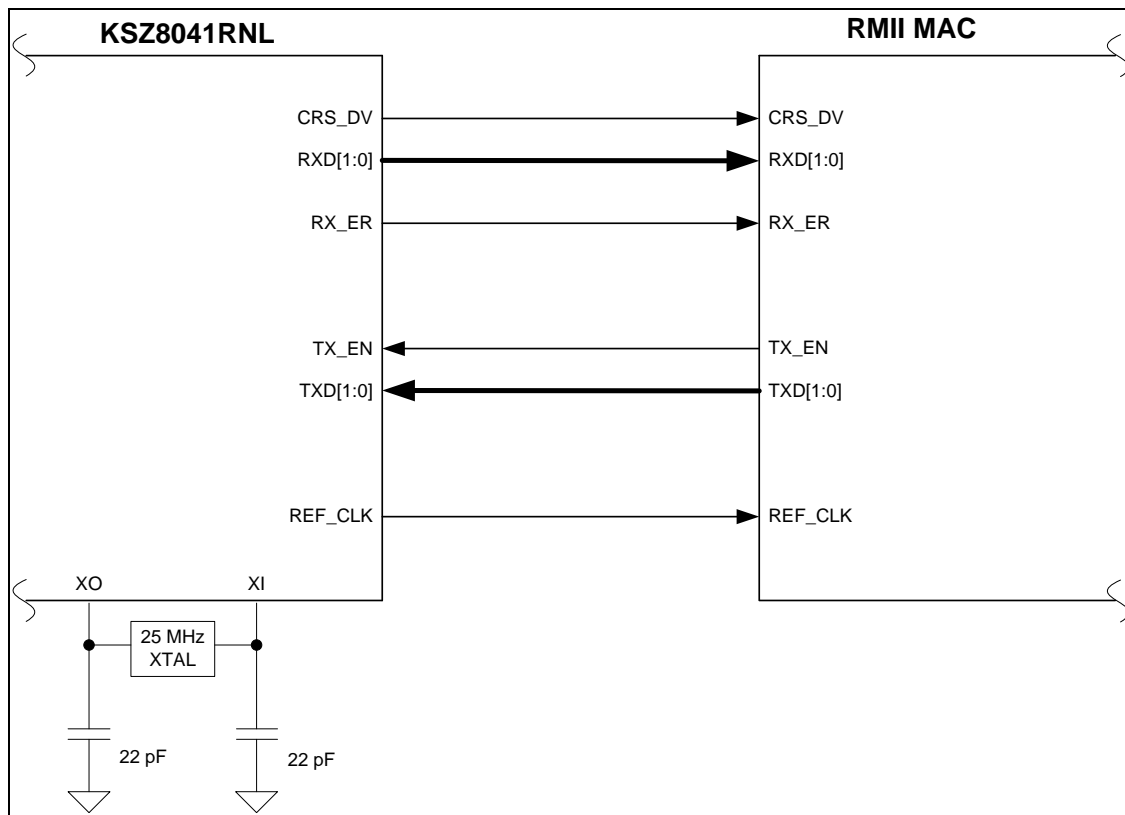 KSZ8041RNL
RMII MAC
CRS_DV
CRS_DV
RXD[1:0]
RXD[1:0]
RX_ER
RX_ER
TX_EN
TX_EN
TXD[1:0]
TXD[1:0]
REF_CLK
REF_CLK
XO
XI
25 MHz
XTAL
22 pF
22 pF